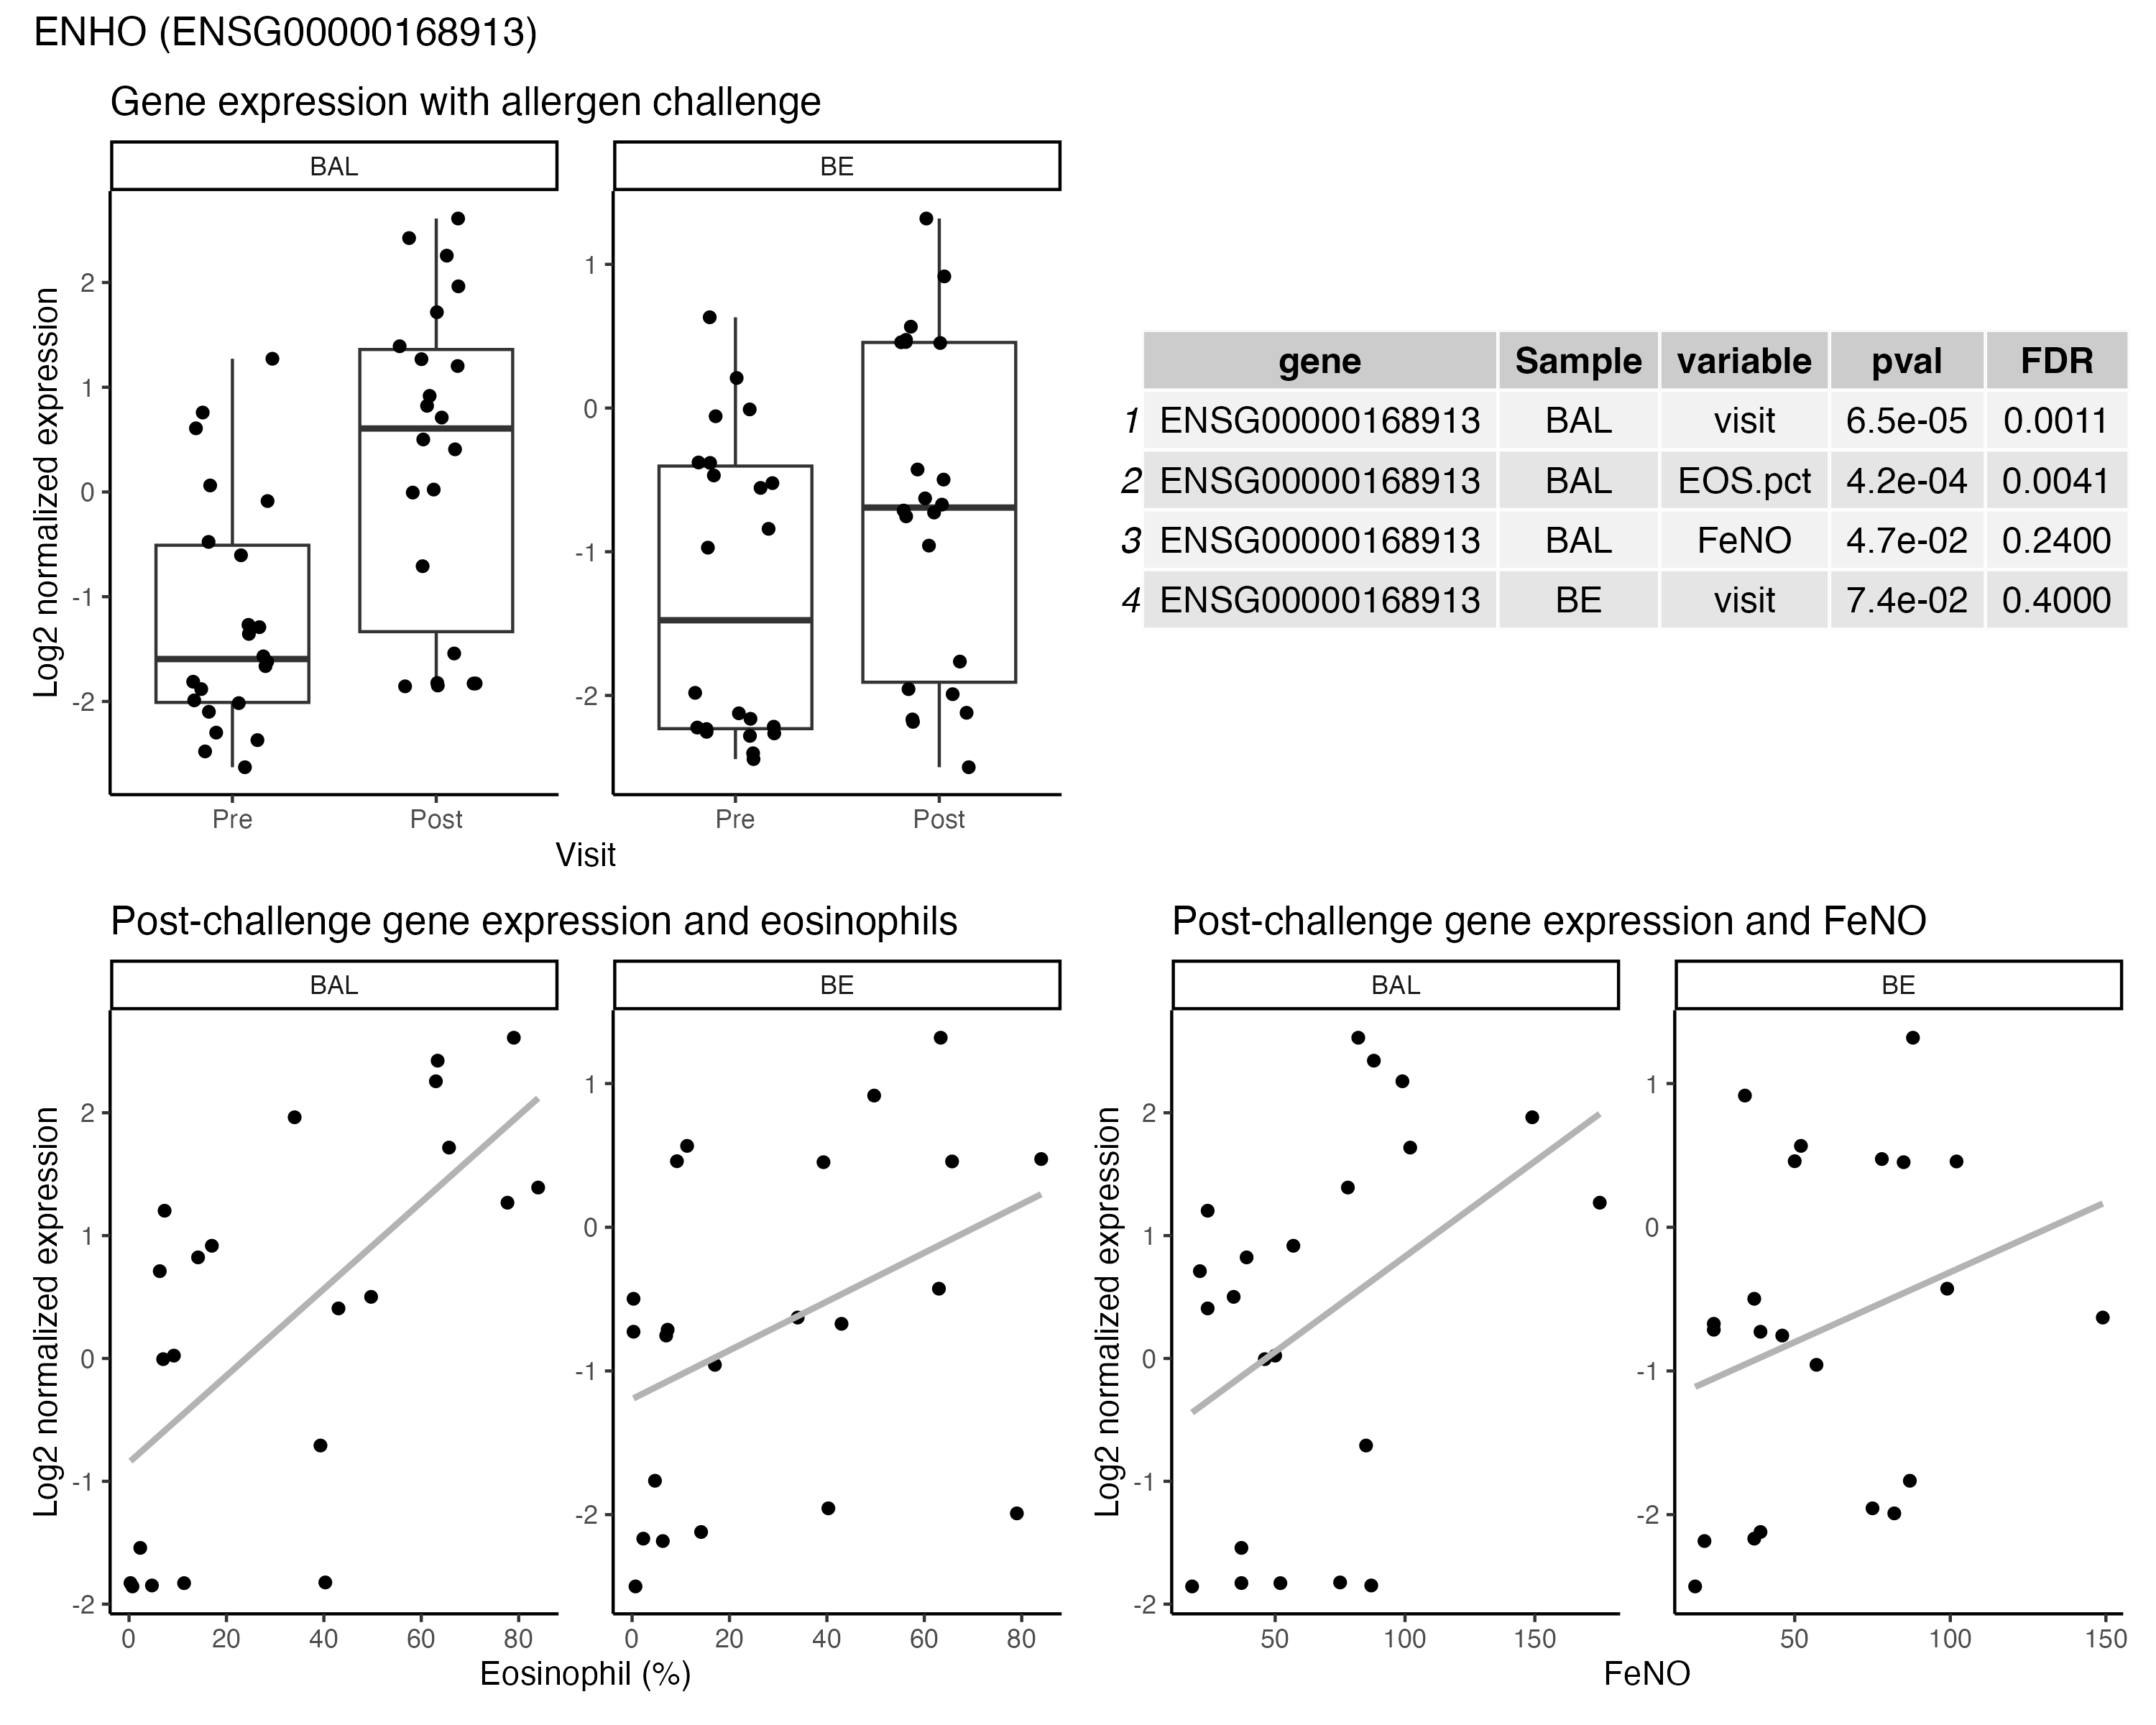 ENHO (ENSG00000168913)
Gene expression with allergen challenge
BAL BE
Log2 normalized expression
2
1
0
-1
-2
1
0
-1
-2
Pre Post Pre Post
Visit
gene Sample variable pval FDR
1 ENSG00000168913 BAL visit 6.5e-05 0.0011
2 ENSG00000168913 BAL EOS.pct 4.2e-04 0.0041
3 ENSG00000168913 BAL FeNO 4.7e-02 0.2400
4 ENSG00000168913 BE visit 7.4e-02 0.4000
Post-challenge gene expression and eosinophils
BAL BE
Log2 normalized expression
2
1
0
-1
-2
1
0
-1
-2
0 20 40 60 80 0 20 40 60 80
Eosinophil (%)
Post-challenge gene expression and FeNO
BAL BE
Log2 normalized expression
2
1
0
-1
-2
1
0
-1
-2
50 100 150 50 100 150
FeNO